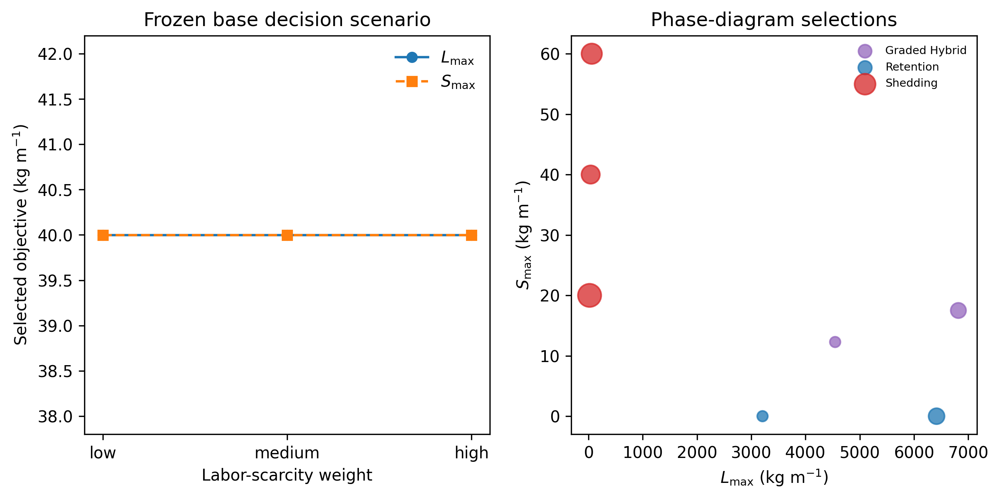 Frozen base decision scenario
Selected objective (kg m⁻¹)
42.0
41.5
41.0
40.5
40.0
39.5
39.0
38.5
38.0
L_max
S_max
low medium high
Labor-scarcity weight
Phase-diagram selections
S_max (kg m⁻¹)
60
50
40
30
20
10
0
Graded Hybrid
Retention
Shedding
0 1000 2000 3000 4000 5000 6000 7000
L_max (kg m⁻¹)